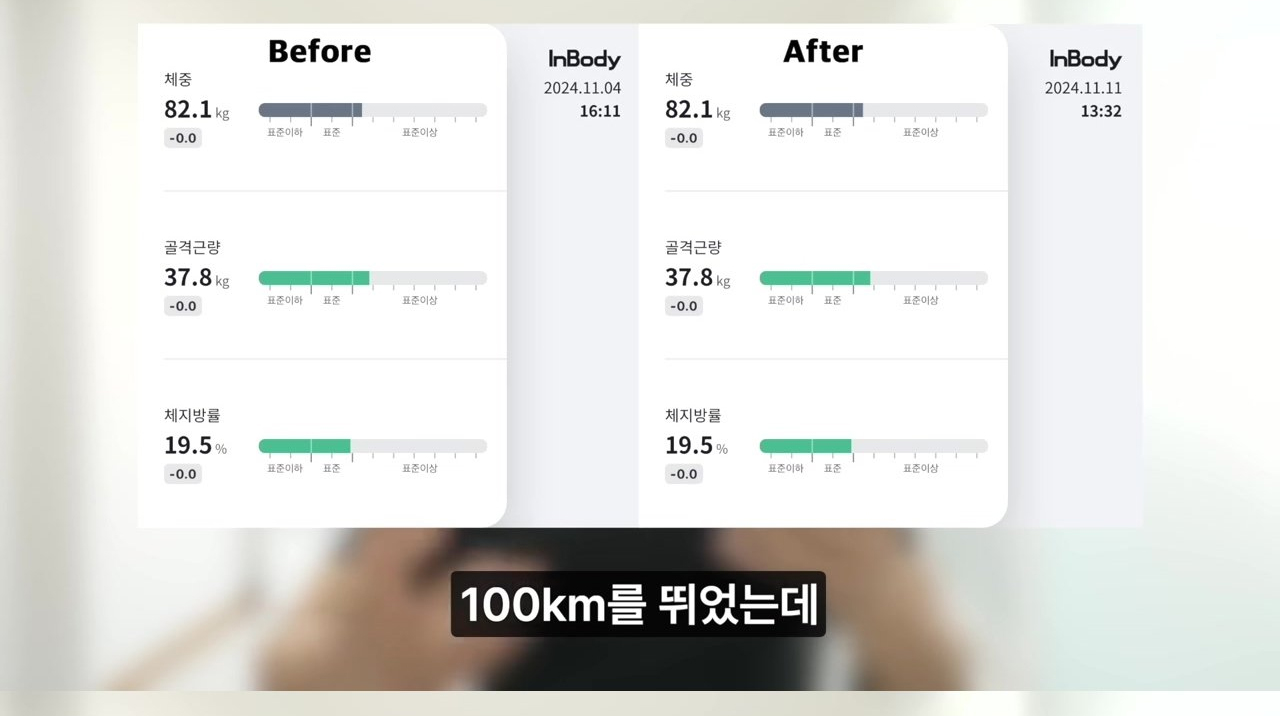 Before
체중
82.1 kg
-0.0
표준이하 표준 표준이상
골격근량
37.8 kg
-0.0
표준이하 표준 표준이상
체지방률
19.5 %
-0.0
표준이하 표준 표준이상
InBody
2024.11.04
16:11
After
체중
82.1 kg
-0.0
표준이하 표준 표준이상
골격근량
37.8 kg
-0.0
표준이하 표준 표준이상
체지방률
19.5 %
-0.0
표준이하 표준 표준이상
InBody
2024.11.11
13:32
100km를 뛰었는데